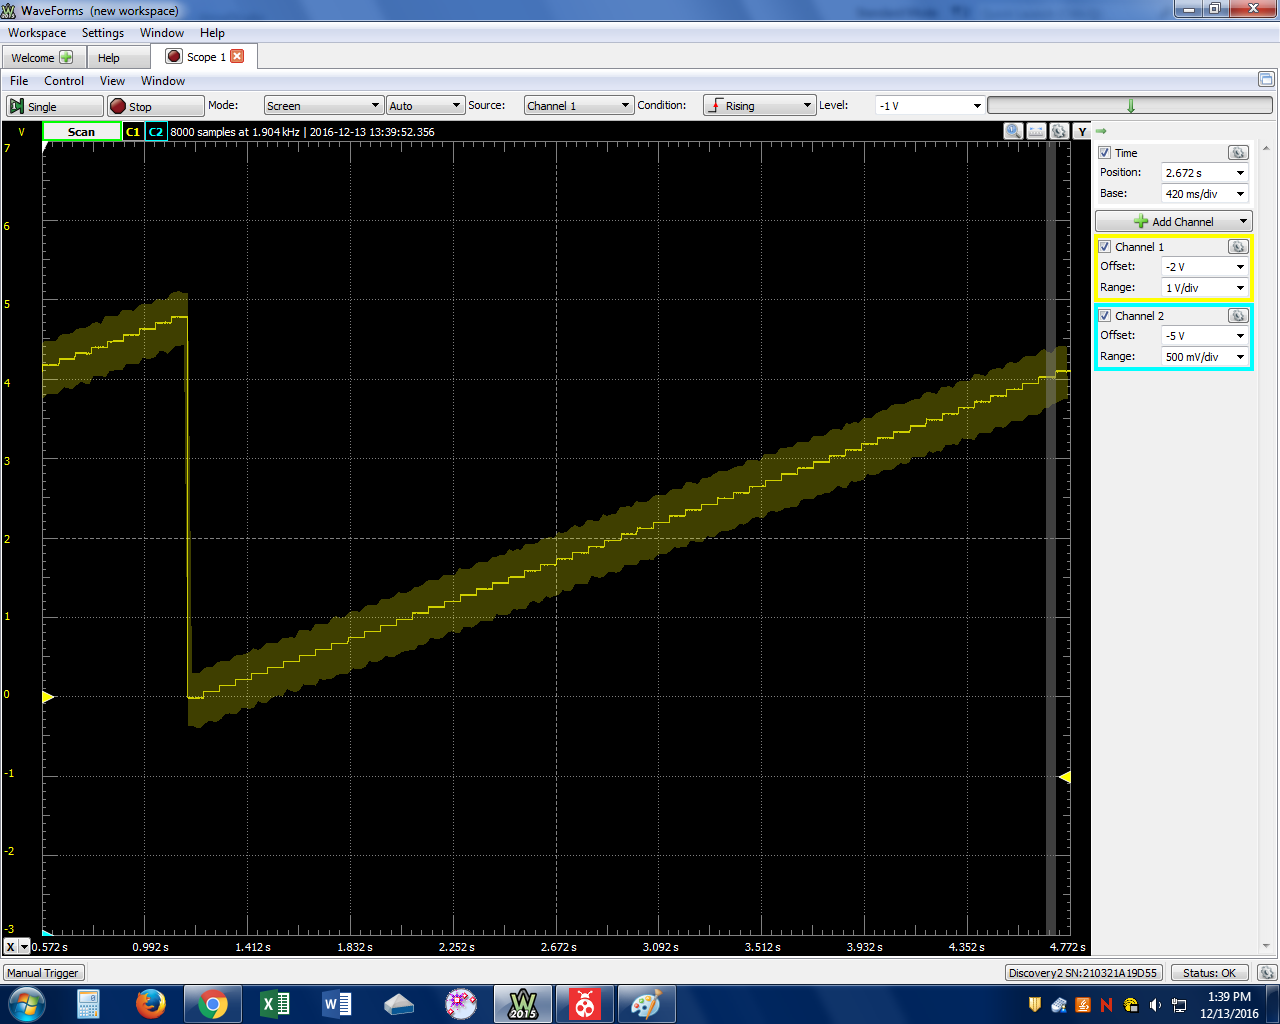 WaveForms (new workspace)
Workspace Settings Window Help
Welcome Help Scope 1
File Control View Window
Single Stop Mode: Screen Auto Source: Channel 1 Condition: Rising Level: -1 V
V Scan C1 C2 8000 samples at 1.904 kHz | 2016-12-13 13:39:52.356 Y
7
6
5
4
3
2
1
0
-1
-2
-3
X 0.572 s 0.992 s 1.412 s 1.832 s 2.252 s 2.672 s 3.092 s 3.512 s 3.932 s 4.352 s 4.772 s
Time
Position: 2.672 s
Base: 420 ms/div
Add Channel
Channel 1
Offset: -2 V
Range: 1 V/div
Channel 2
Offset: -5 V
Range: 500 mV/div
Manual Trigger Discovery2 SN:210321A19D55 Status: OK
W 2015 N 1:39 PM
12/13/2016